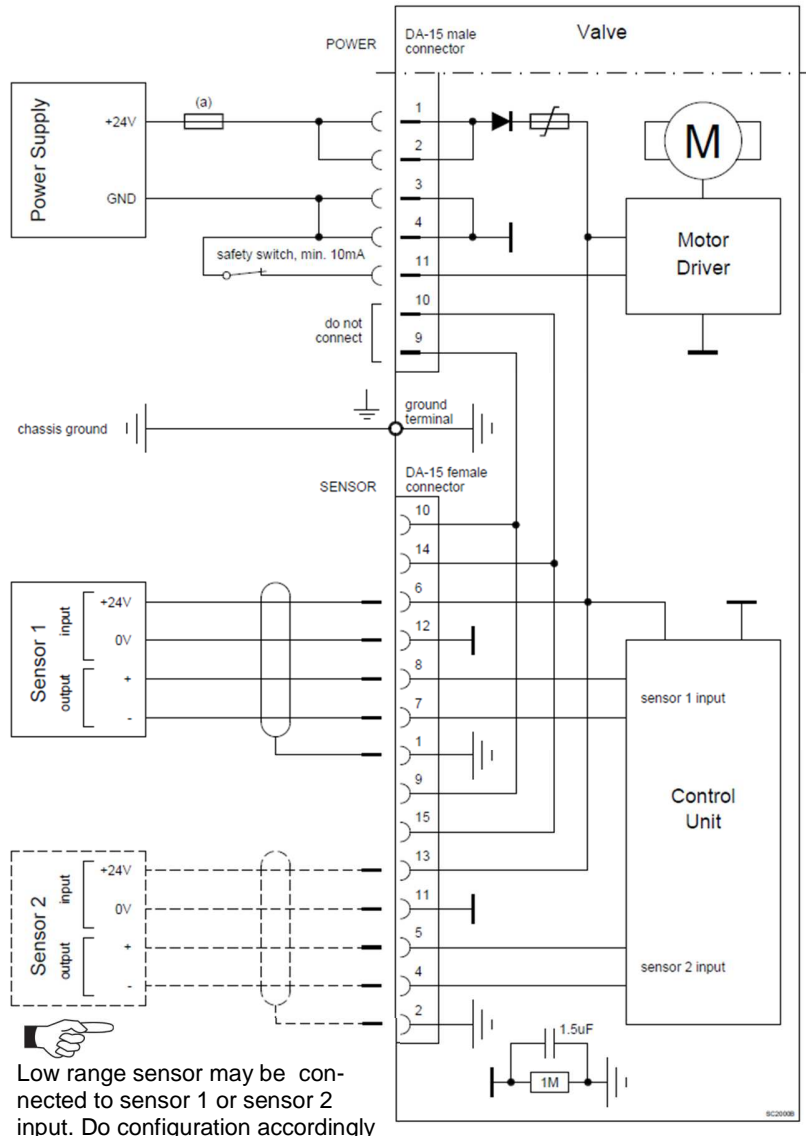 Valve
POWER
DA-15 male
connector
Power Supply
+24V
(a)
GND
1
2
3
4
11
10
9
safety switch, min. 10mA
do not
connect
M
Motor
Driver
chassis ground
ground
terminal
SENSOR
DA-15 female
connector
10
14
6
12
8
7
1
9
15
13
11
5
4
2
Sensor 1
input
output
+24V
0V
+
-
sensor 1 input
Control
Unit
sensor 2 input
Sensor 2
input
output
+24V
0V
+
-
1.5uF
1M
SC2000B
Low range sensor may be con-
nected to sensor 1 or sensor 2
input. Do configuration accordingly